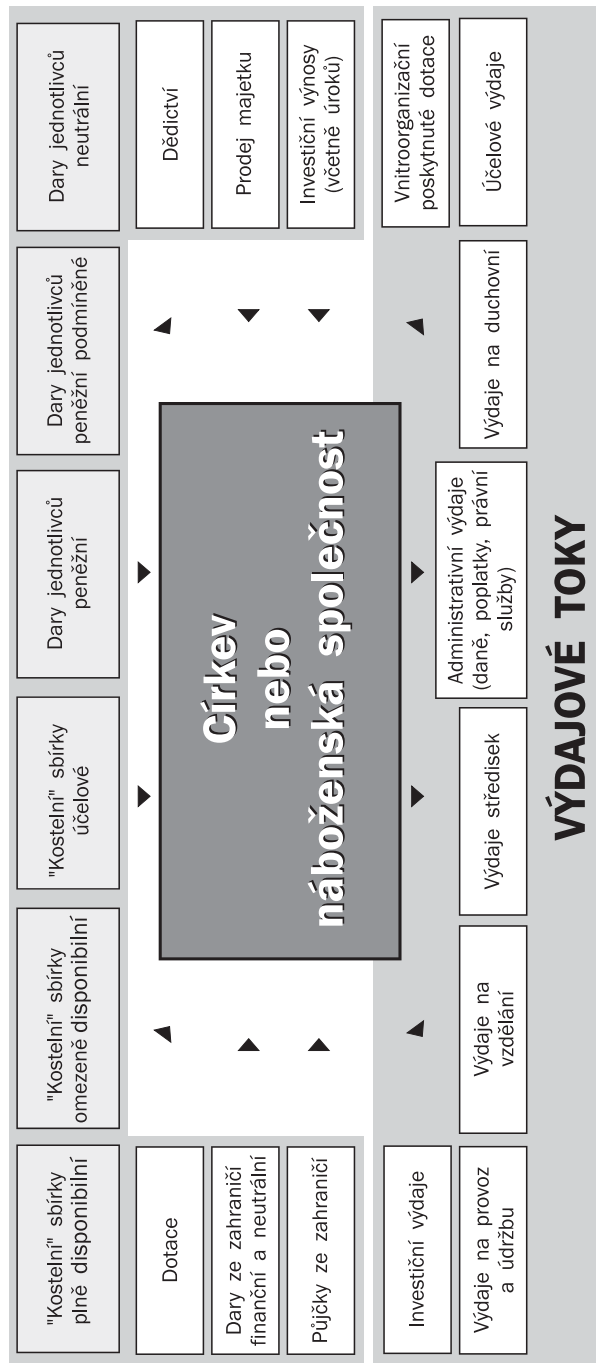 "Kostelní" sbírky
plně disponibilní
"Kostelní" sbírky
omezeně disponibilní
"Kostelní" sbírky
účelové
Dary jednotlivců
peněžní
Dary jednotlivců
peněžní podmíněné
Dary jednotlivců
neutrální
Dotace
Dary ze zahraničí
finanční a neutrální
Půjčky ze zahraničí
Dědictví
Prodej majetku
Investiční výnosy
(včetně úroků)
Církev
nebo
náboženská společnost
Investiční výdaje
Vnitroorganizační
poskytnuté dotace
Výdaje na provoz
a údržbu
Výdaje na
vzdělání
Výdaje středisek
Administrativní výdaje
(daně, poplatky, právní
služby)
Výdaje na duchovní
Účelové výdaje
VÝDAJOVÉ TOKY